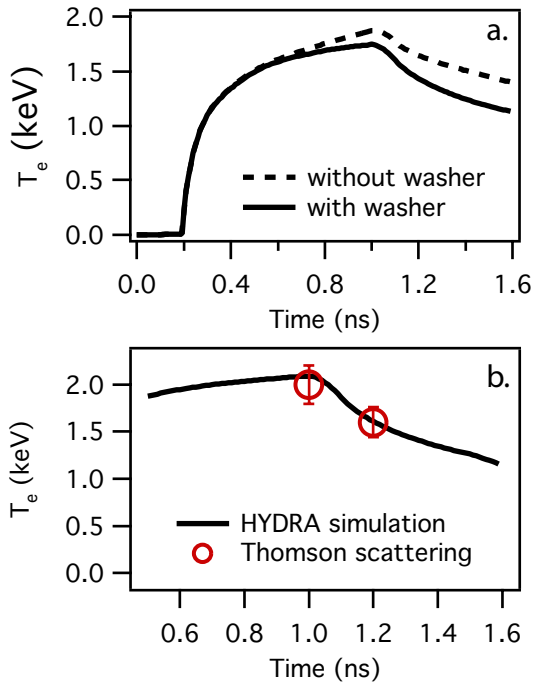 a.
2.0
1.5
1.0
0.5
0.0
T_e (keV)
without washer
with washer
0.0 0.4 0.8 1.2 1.6
Time (ns)
b.
2.0
1.5
1.0
0.5
0.0
T_e (keV)
HYDRA simulation
Thomson scattering
0.6 0.8 1.0 1.2 1.4 1.6
Time (ns)